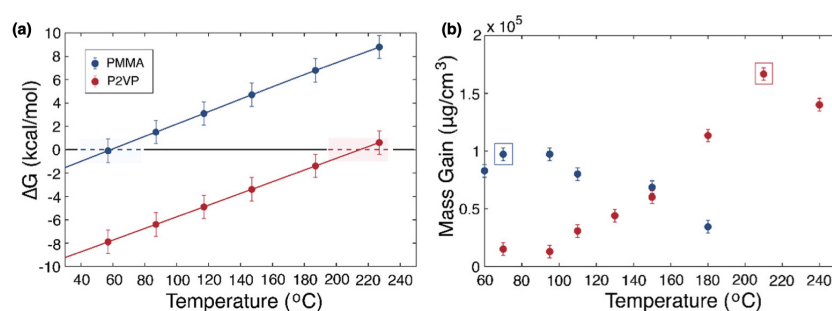 (a)
ΔG (kcal/mol)
10
8
6
4
2
0
-2
-4
-6
-8
-10
PMMA
P2VP
40 60 80 100 120 140 160 180 200 220 240
Temperature (°C)
(b)
2 x 10⁵
Mass Gain (µg/cm³)
1.5
1
0.5
0
60 80 100 120 140 160 180 200 220 240
Temperature (°C)